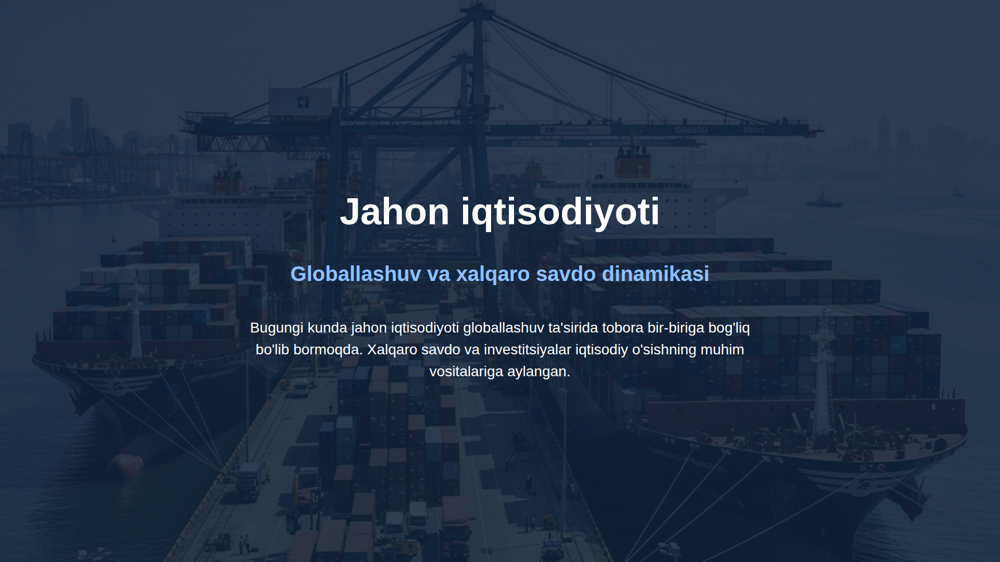 Jahon iqtisodiyoti
Globallashuv va xalqaro savdo dinamikasi
Bugungi kunda jahon iqtisodiyoti globallashuv ta'sirida tobora bir-biriga bog'liq
bo'lib bormoqda. Xalqaro savdo va investitsiyalar iqtisodiy o'sishning muhim
vositalariga aylangan.